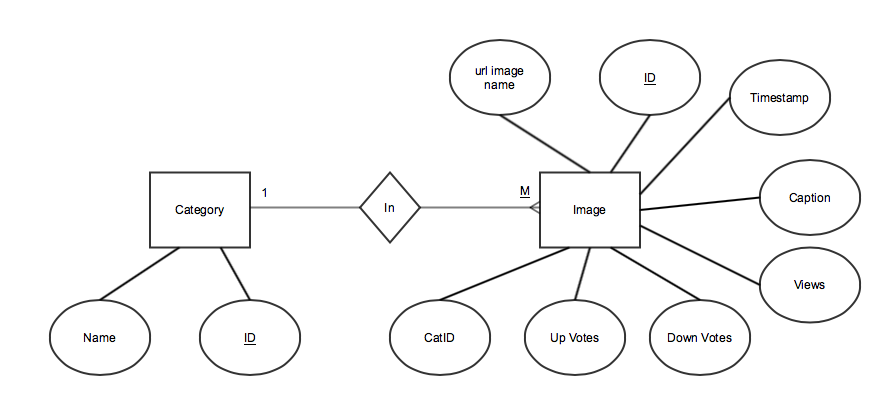 url image
name
ID
Timestamp
1
M
Category
In
Image
Caption
Views
Name
ID
CatID
Up Votes
Down Votes